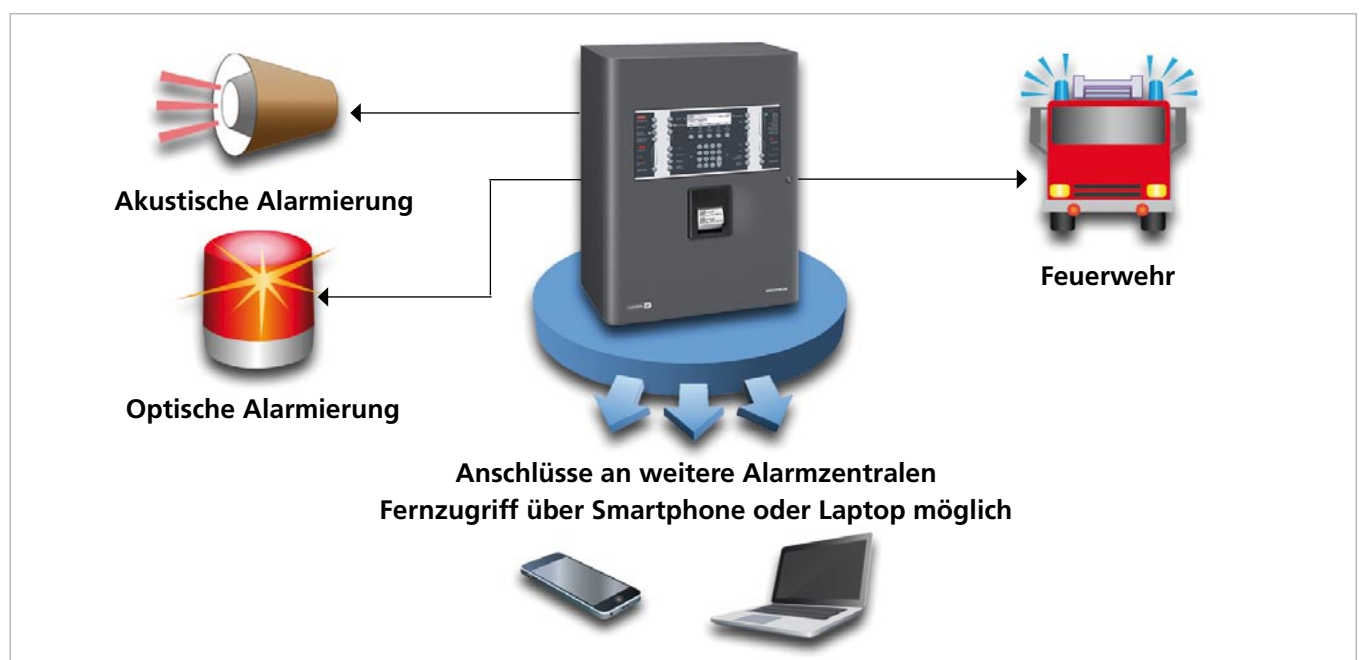 Akustische Alarmierung
Feuerwehr
Optische Alarmierung
Anschlüsse an weitere Alarmzentralen
Fernzugriff über Smartphone oder Laptop möglich